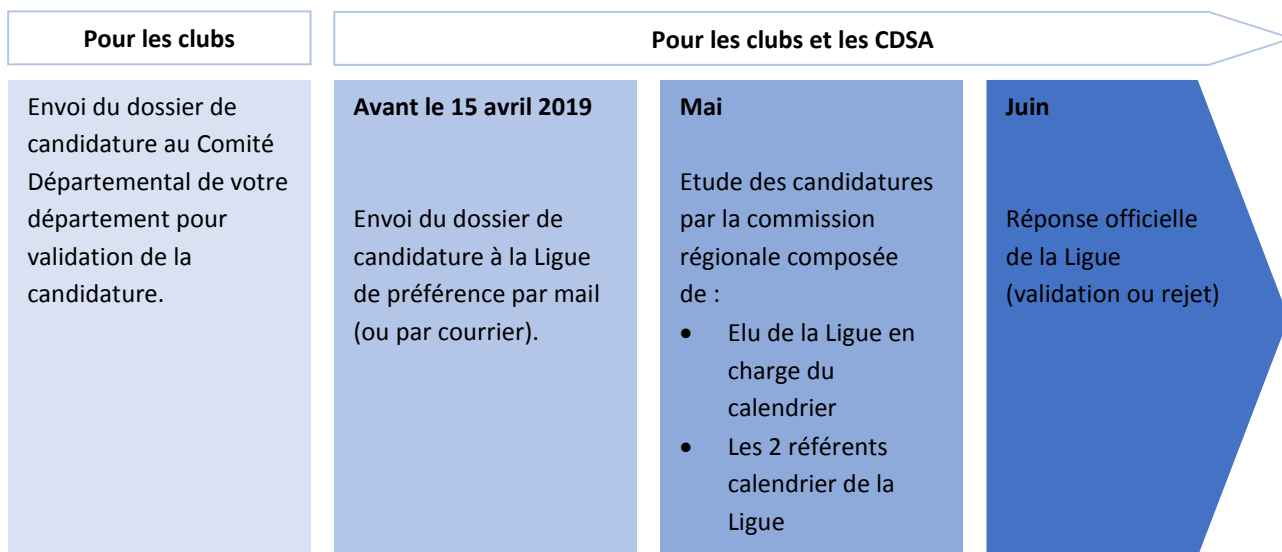 Pour les clubs
Pour les clubs et les CDSA
Envoi du dossier de
candidature au Comité
Départemental de votre
département pour
validation de la
candidature.
Avant le 15 avril 2019
Envoi du dossier de
candidature à la Ligue
de préférence par mail
(ou par courrier).
Mai
Etude des candidatures
par la commission
régionale composée
de :
• Elu de la Ligue en
charge du
calendrier
• Les 2 référents
calendrier de la
Ligue
Juin
Réponse officielle
de la Ligue
(validation ou rejet)